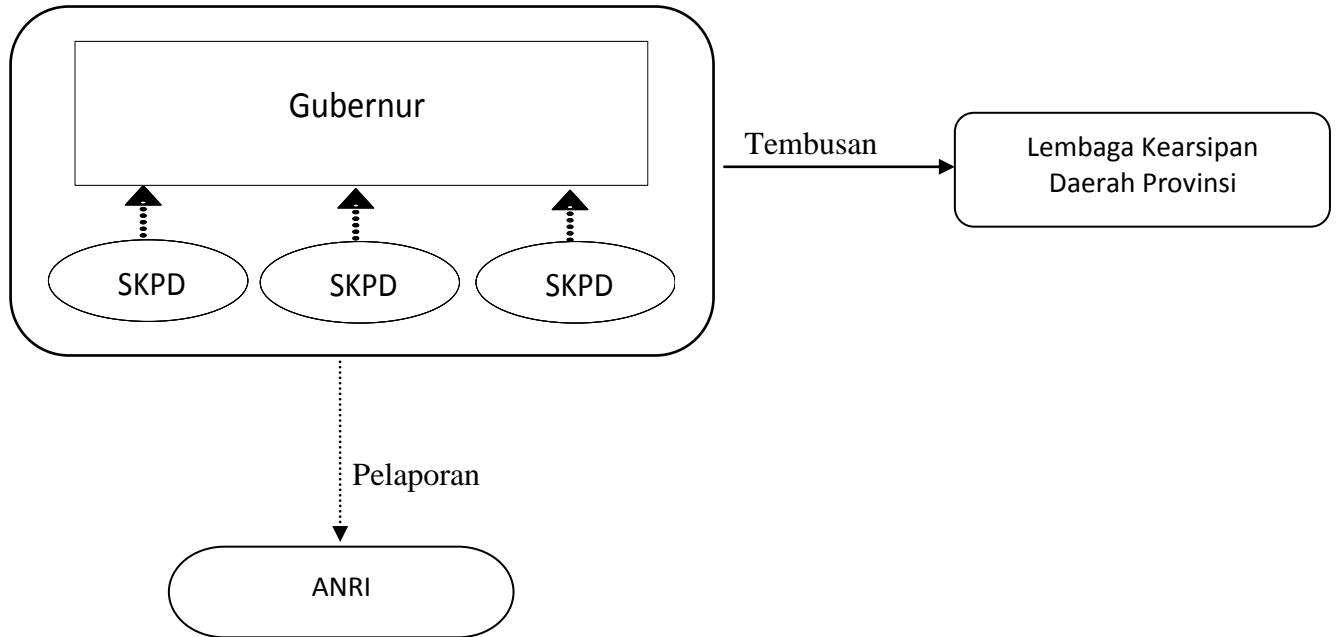 Gubernur
Tembusan
Lembaga Kearsipan
Daerah Provinsi
SKPD
SKPD
SKPD
Pelaporan
ANRI